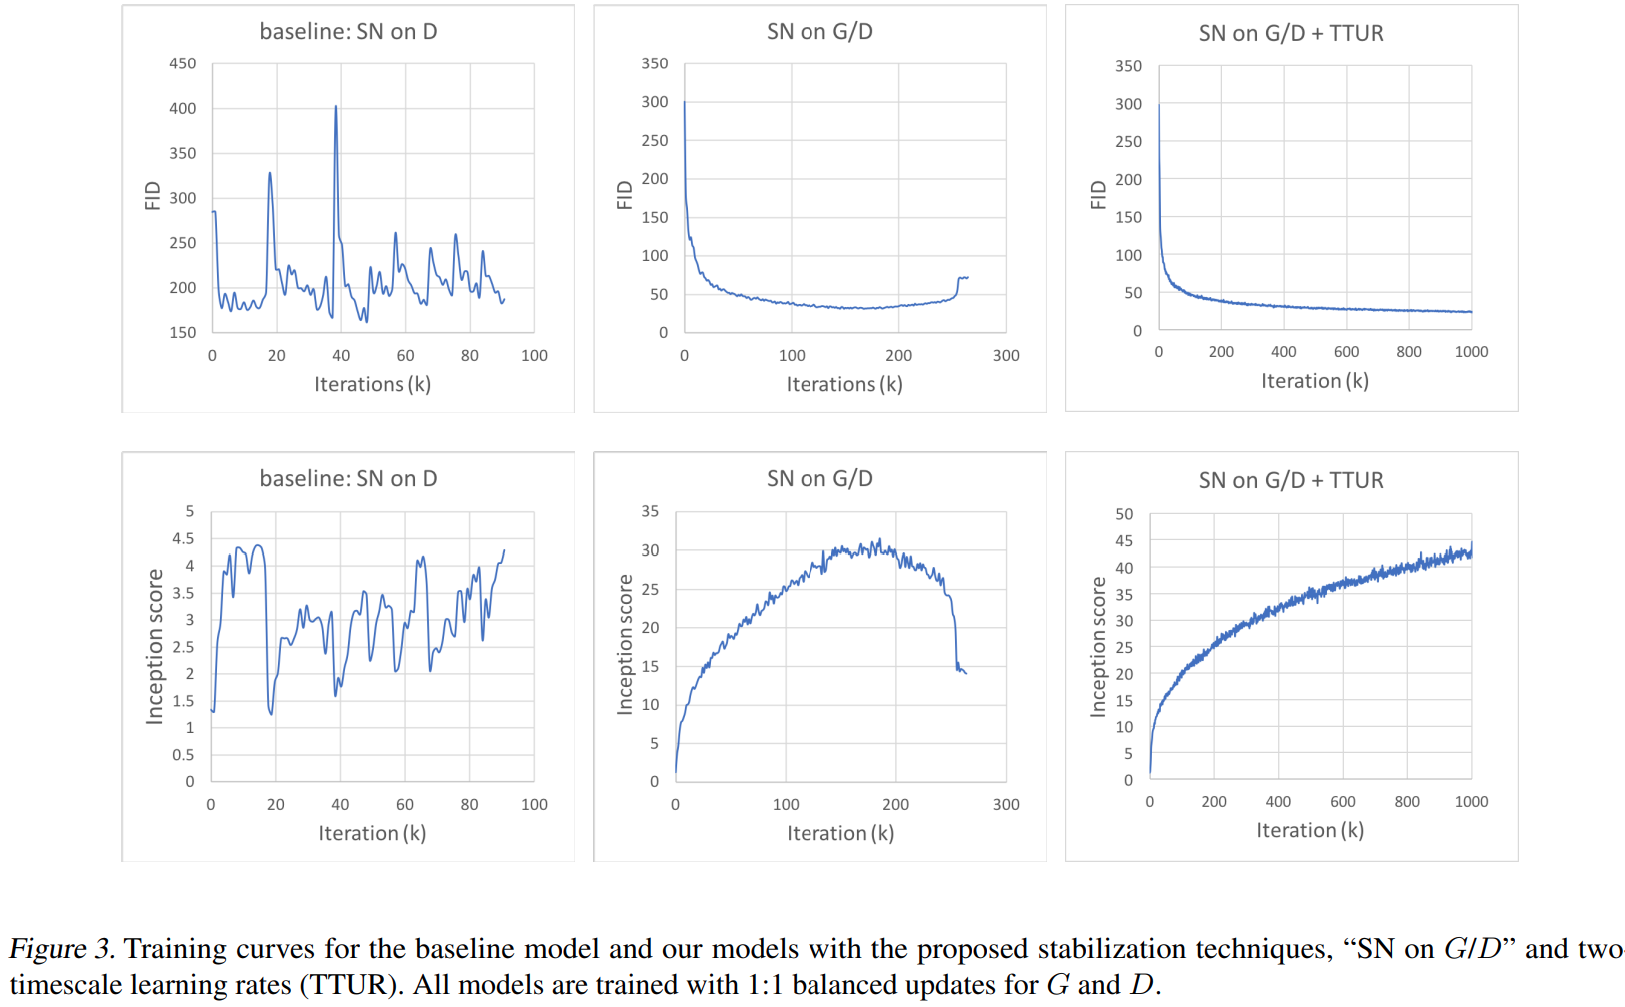 baseline: SN on D
450
400
350
300
250
200
150
FID
0 20 40 60 80 100
Iterations (k)
SN on G/D
350
300
250
200
150
100
50
0
FID
0 100 200 300
Iterations (k)
SN on G/D + TTUR
350
300
250
200
150
100
50
0
FID
0 200 400 600 800 1000
Iteration (k)
baseline: SN on D
5
4.5
4
3.5
3
2.5
2
1.5
1
0.5
0
Inception score
0 20 40 60 80 100
Iteration (k)
SN on G/D
35
30
25
20
15
10
5
0
Inception score
0 100 200 300
Iteration (k)
SN on G/D + TTUR
50
45
40
35
30
25
20
15
10
5
0
Inception score
0 200 400 600 800 1000
Iteration (k)
Figure 3. Training curves for the baseline model and our models with the proposed stabilization techniques, “SN on G/D” and two-
timescale learning rates (TTUR). All models are trained with 1:1 balanced updates for G and D.